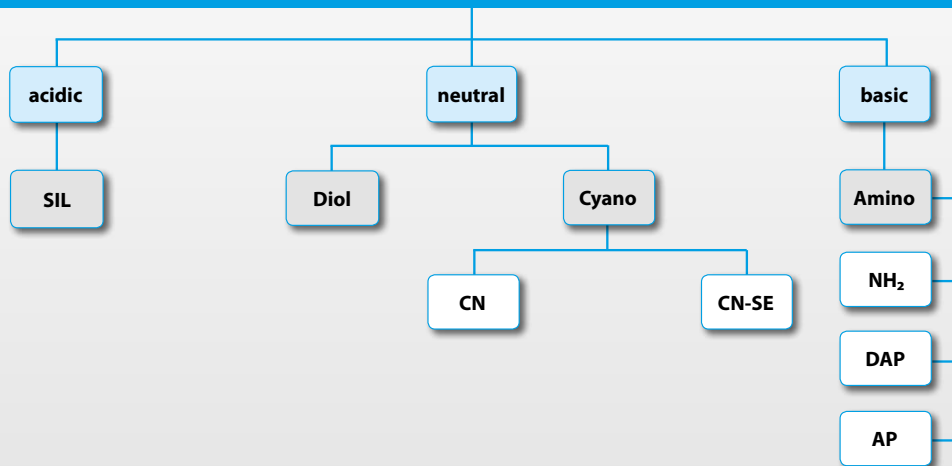 acidic
neutral
basic
SIL
Diol
Cyano
Amino
CN
CN-SE
NH₂
DAP
AP